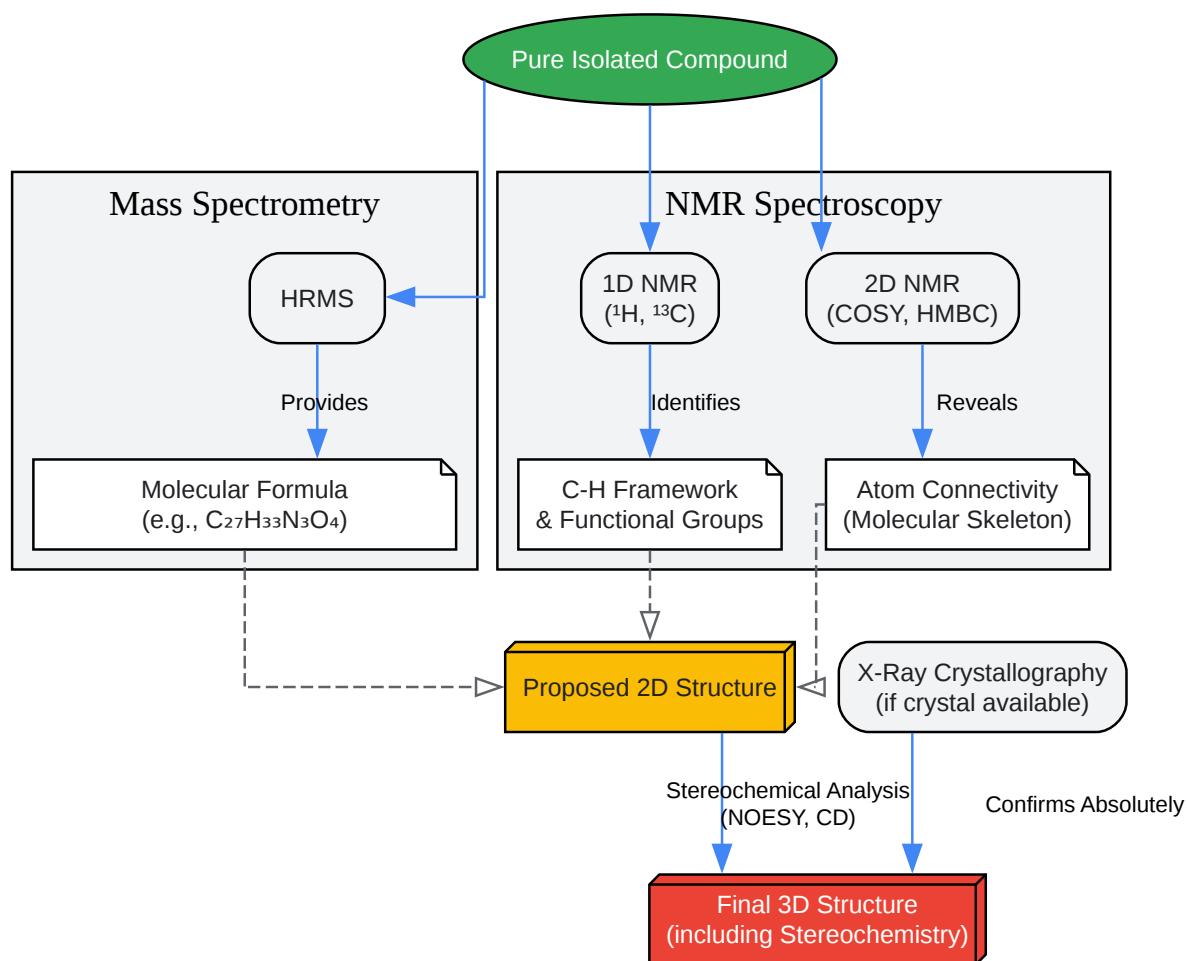 Pure Isolated Compound
Mass Spectrometry
NMR Spectroscopy
HRMS
1D NMR
(¹H, ¹³C)
2D NMR
(COSY, HMBC)
Provides
Identifies
Reveals
Molecular Formula
(e.g., C₂₇H₃₃N₃O₄)
C-H Framework
& Functional Groups
Atom Connectivity
(Molecular Skeleton)
Proposed 2D Structure
X-Ray Crystallography
(if crystal available)
Stereochemical Analysis
(NOESY, CD)
Confirms Absolutely
Final 3D Structure
(including Stereochemistry)